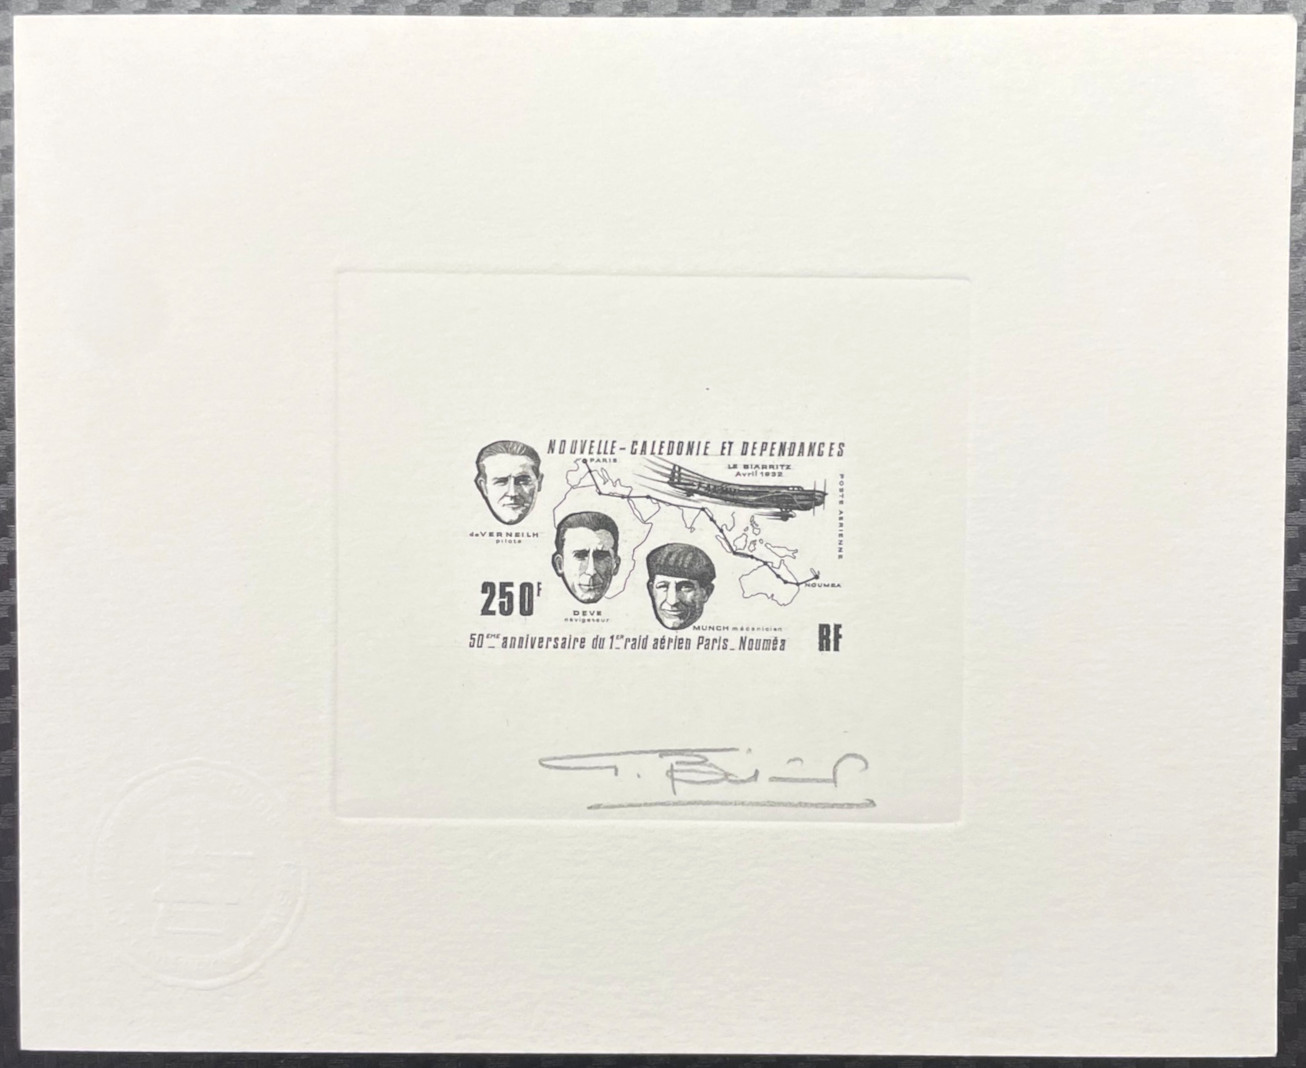 NOUVELLE-CALEDONIE ET DEPENDANCES
PARIS
LE BIARRITZ
Avril 1932
POSTE AERIENNE
de VERNEILH
pilote
NOUMEA
250F
DEVE
navigateur
MUNCH mécanicien
50EME anniversaire du 1ER raid aérien Paris_Nouméa
RF